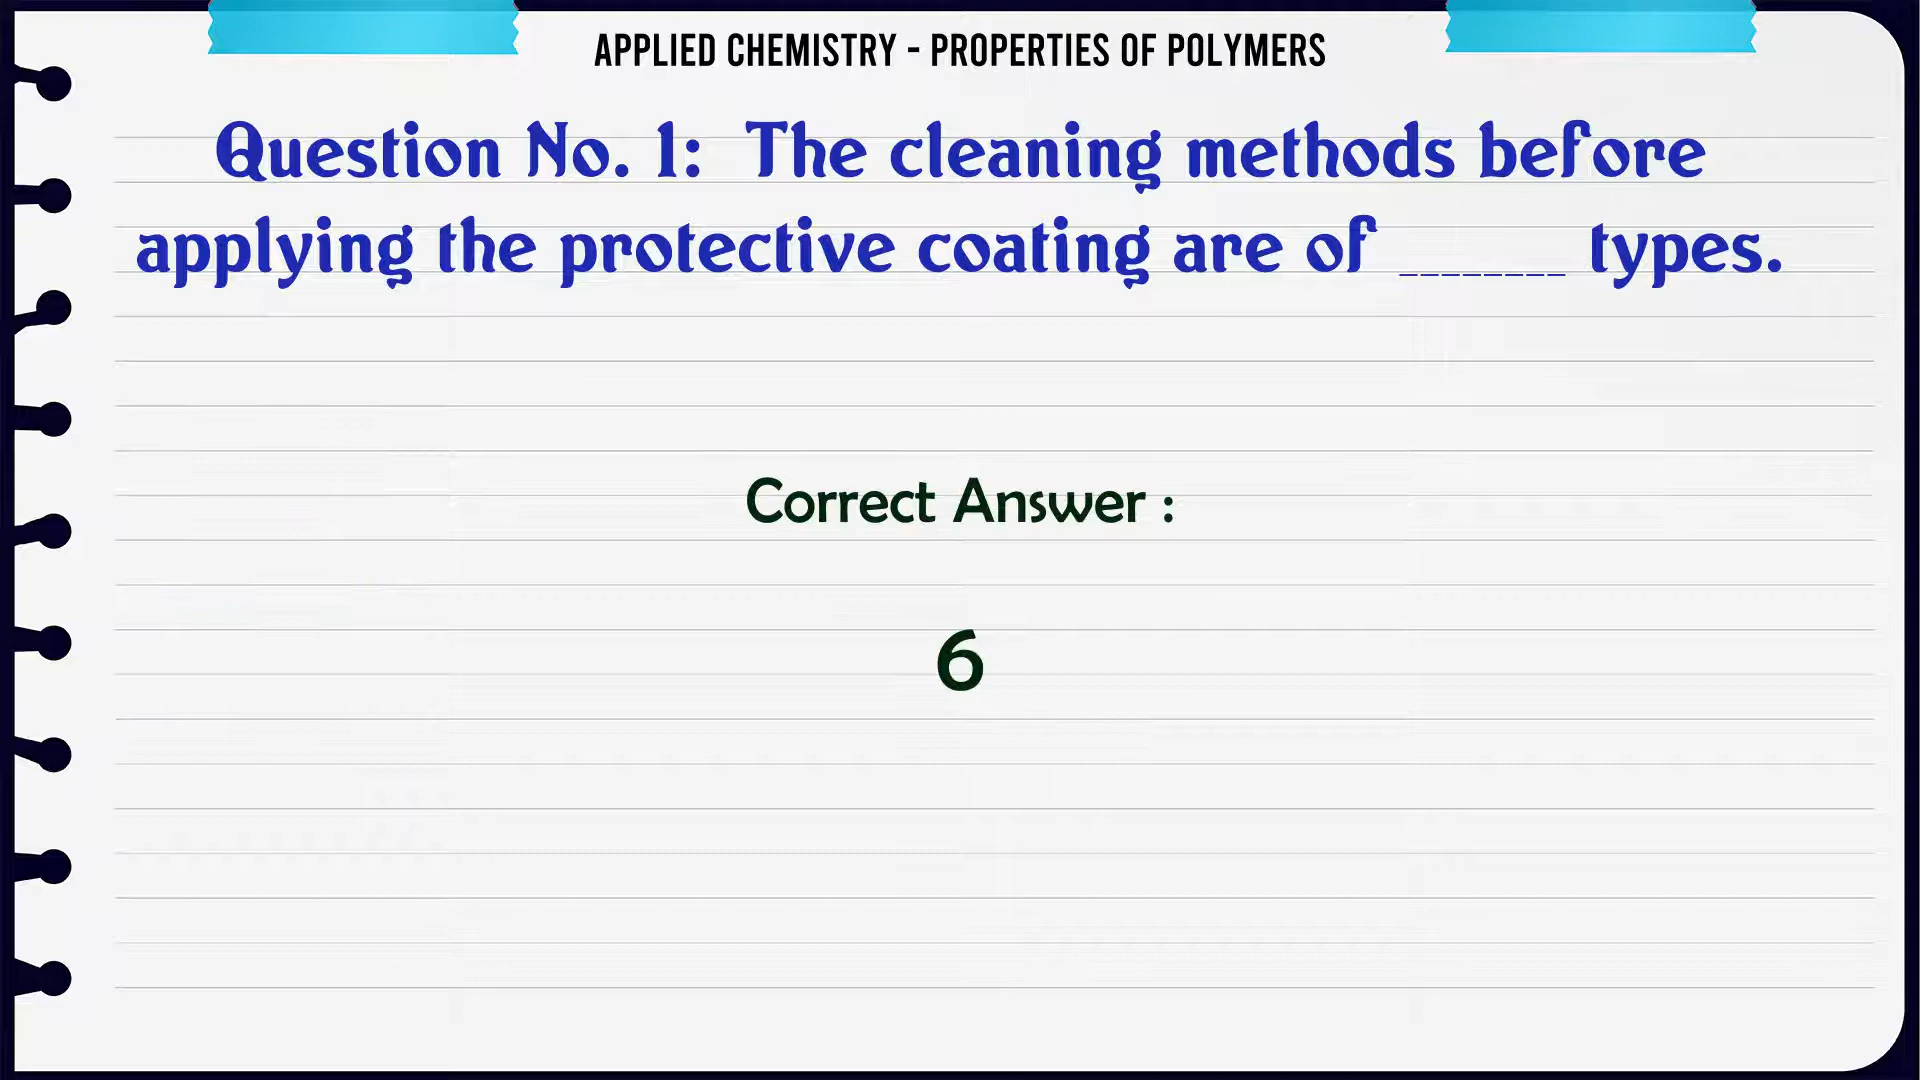 APPLIED CHEMISTRY - PROPERTIES OF POLYMERS
Question No. 1: The cleaning methods before
applying the protective coating are of ________ types.
Correct Answer :
6